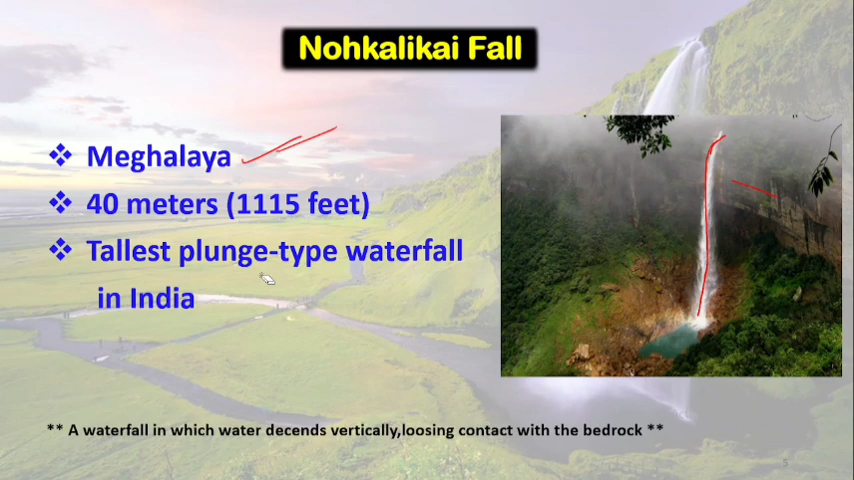 Nohkalikai Fall
❖ Meghalaya
❖ 40 meters (1115 feet)
❖ Tallest plunge-type waterfall
in India
** A waterfall in which water decends vertically,loosing contact with the bedrock **
5